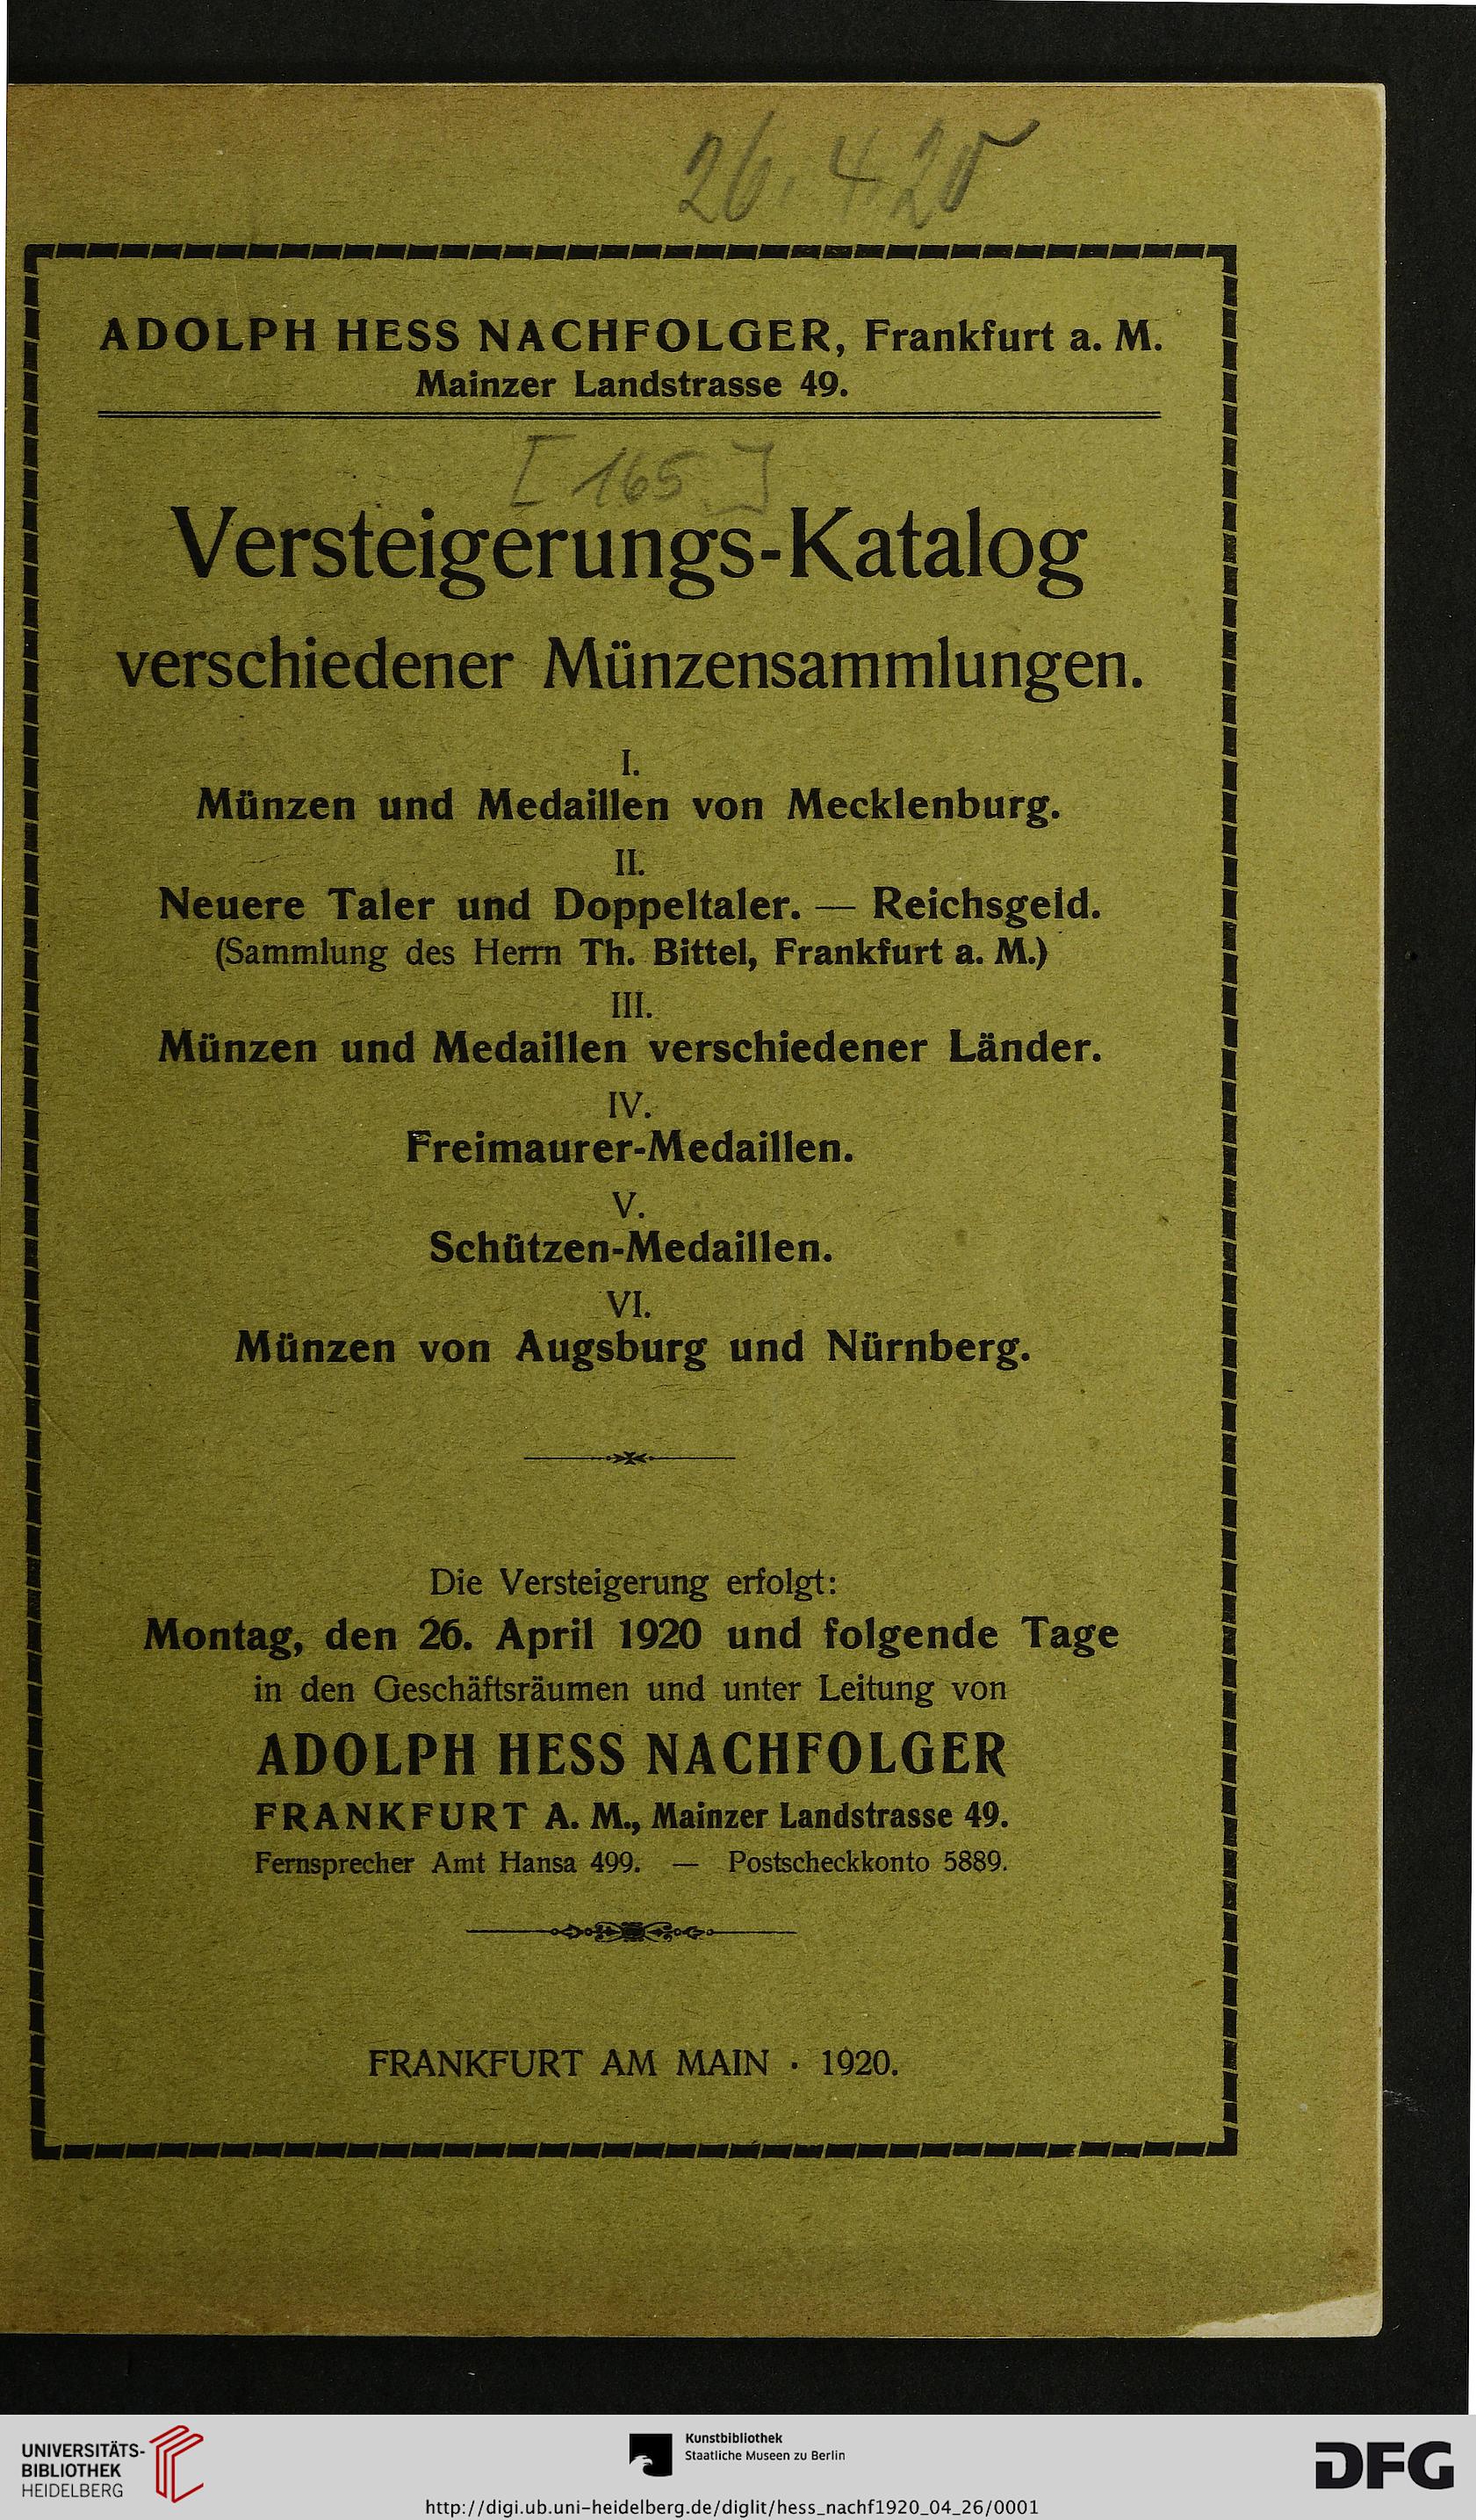 26. 4. 20
ADOLPH HESS NACHFOLGER, Frankfurt a. M.
Mainzer Landstrasse 49.
[165]
Versteigerungs-Katalog
verschiedener Münzensammlungen.
I.
Münzen und Medaillen von Mecklenburg.
II.
Neuere Taler und Doppeltaler. — Reichsgeld.
(Sammlung des Herrn Th. Bittel, Frankfurt a. M.)
III.
Münzen und Medaillen verschiedener Länder.
IV.
Freimaurer-Medaillen.
V.
Schützen-Medaillen.
VI.
Münzen von Augsburg und Nürnberg.
Die Versteigerung erfolgt:
Montag, den 26. April 1920 und folgende Tage
in den Geschäftsräumen und unter Leitung von
ADOLPH HESS NACHFOLGER
FRANKFURT A. M., Mainzer Landstrasse 49.
Fernsprecher Amt Hansa 499. — Postscheckkonto 5889.
FRANKFURT AM MAIN · 1920.
UNIVERSITÄTS-
BIBLIOTHEK
HEIDELBERG
Kunstbibliothek
Staatliche Museen zu Berlin
DFG
http://digi.ub.uni-heidelberg.de/diglit/hess_nachf1920_04_26/0001